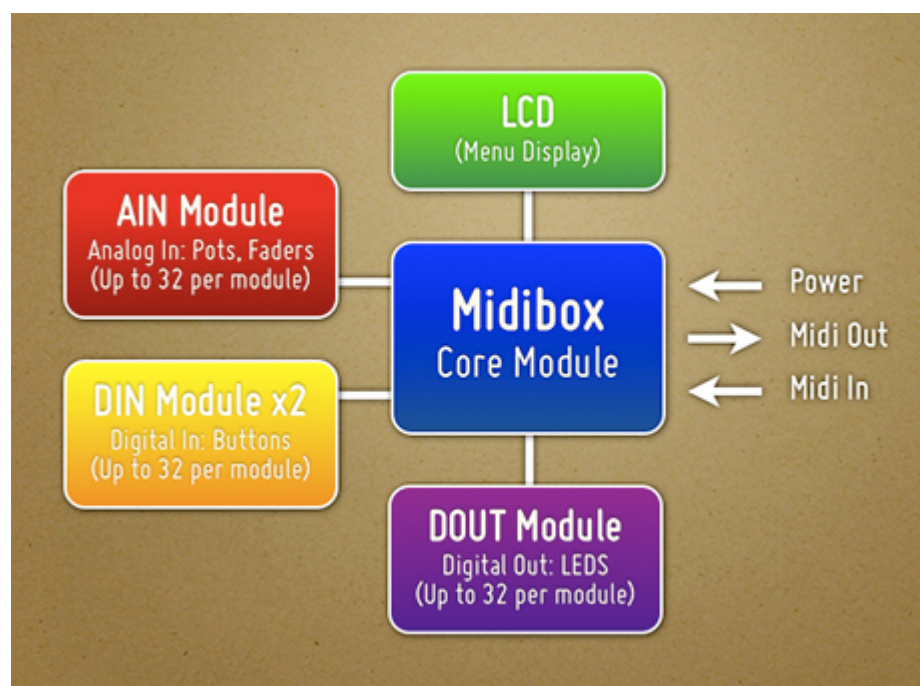 LCD
(Menu Display)
AIN Module
Analog In: Pots, Faders
(Up to 32 per module)
Midibox
Core Module
Power
Midi Out
Midi In
DIN Module x2
Digital In: Buttons
(Up to 32 per module)
DOUT Module
Digital Out: LEDS
(Up to 32 per module)